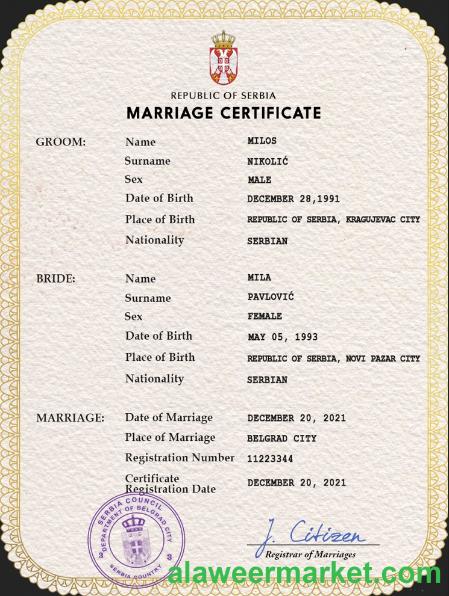 REPUBLIC OF SERBIA
MARRIAGE CERTIFICATE
GROOM: Name MILOS
Surname NIKOLIĆ
Sex MALE
Date of Birth DECEMBER 28,1991
Place of Birth REPUBLIC OF SERBIA, KRAGUJEVAC CITY
Nationality SERBIAN
BRIDE: Name MILA
Surname PAVLOVIĆ
Sex FEMALE
Date of Birth MAY 05, 1993
Place of Birth REPUBLIC OF SERBIA, NOVI PAZAR CITY
Nationality SERBIAN
MARRIAGE: Date of Marriage DECEMBER 20, 2021
Place of Marriage BELGRAD CITY
Registration Number 11223344
Certificate
Registration Date DECEMBER 20, 2021
SERBIA COUNCIL
DEPARTMENT OF BELGRAD CITY
3 3
SERBIA COUNTRY
J. Citizen
Registrar of Marriages
alaweermarket.com